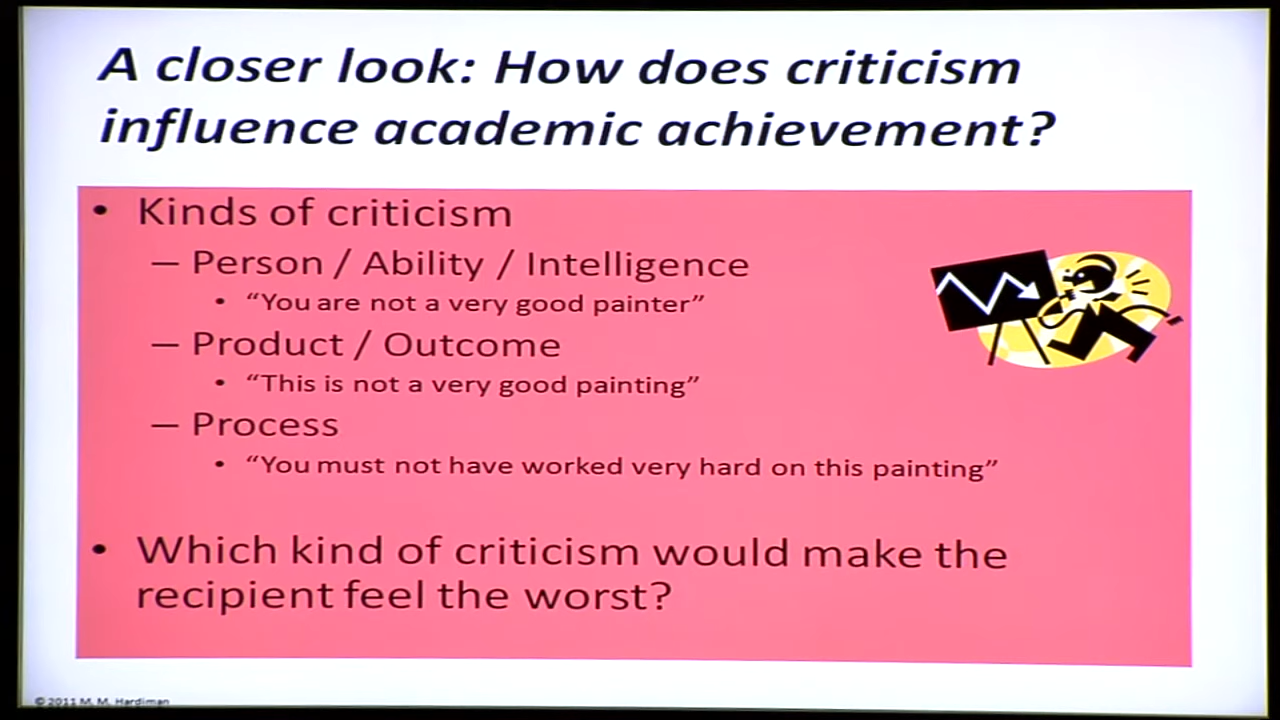 A closer look: How does criticism
influence academic achievement?
• Kinds of criticism
– Person / Ability / Intelligence
• “You are not a very good painter”
– Product / Outcome
• “This is not a very good painting”
– Process
• “You must not have worked very hard on this painting”
• Which kind of criticism would make the
recipient feel the worst?
© 2011 M. M. Hardiman